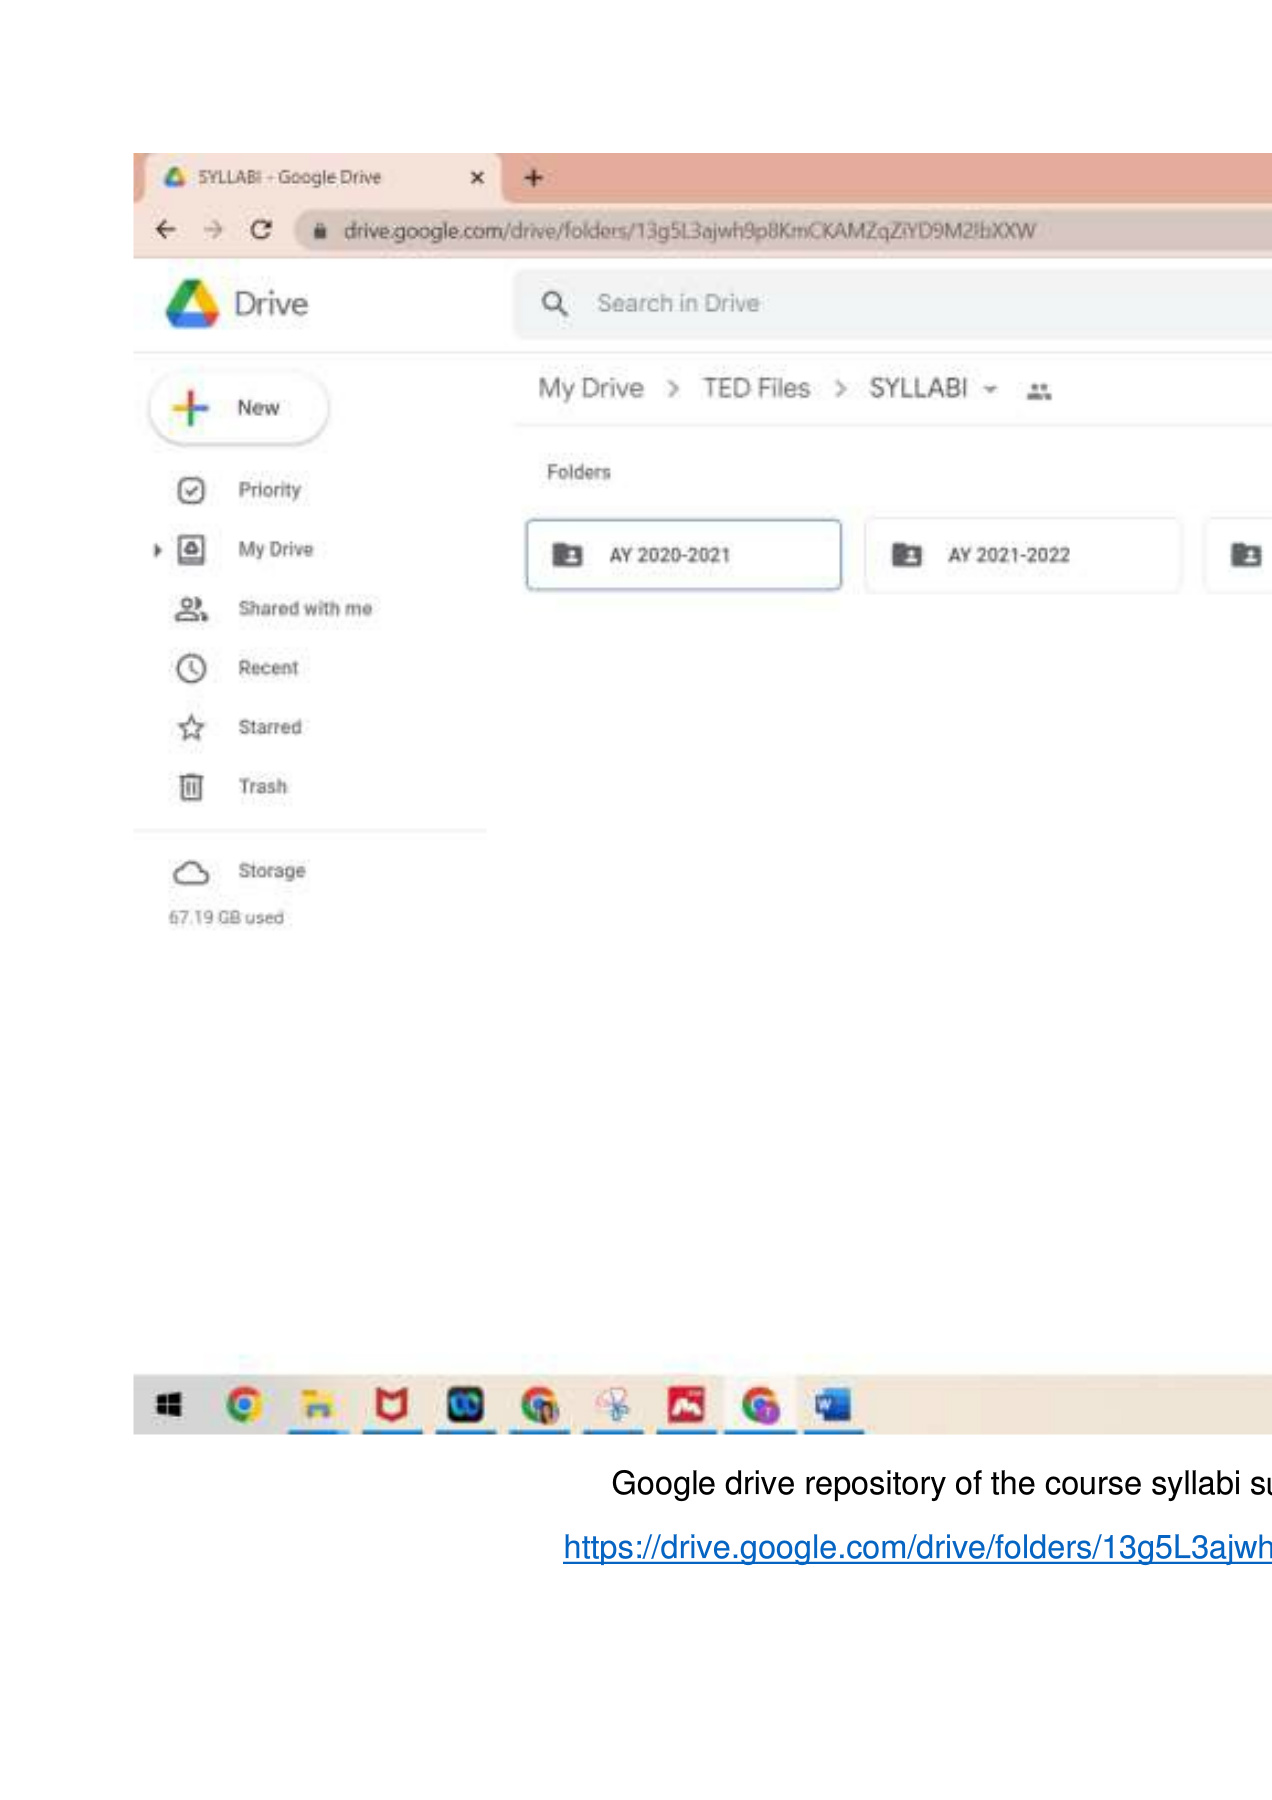 SYLLABI - Google Drive
drive.google.com/drive/folders/13g5L3ajwh9p8KmCKAMZqZiYD9M2IbXXW
Drive
Search in Drive
New
My Drive > TED Files > SYLLABI
Folders
Priority
AY 2020-2021 AY 2021-2022
My Drive
Shared with me
Recent
Starred
Trash
Storage
67.19 GB used
Google drive repository of the course syllabi su
https://drive.google.com/drive/folders/13g5L3ajwh